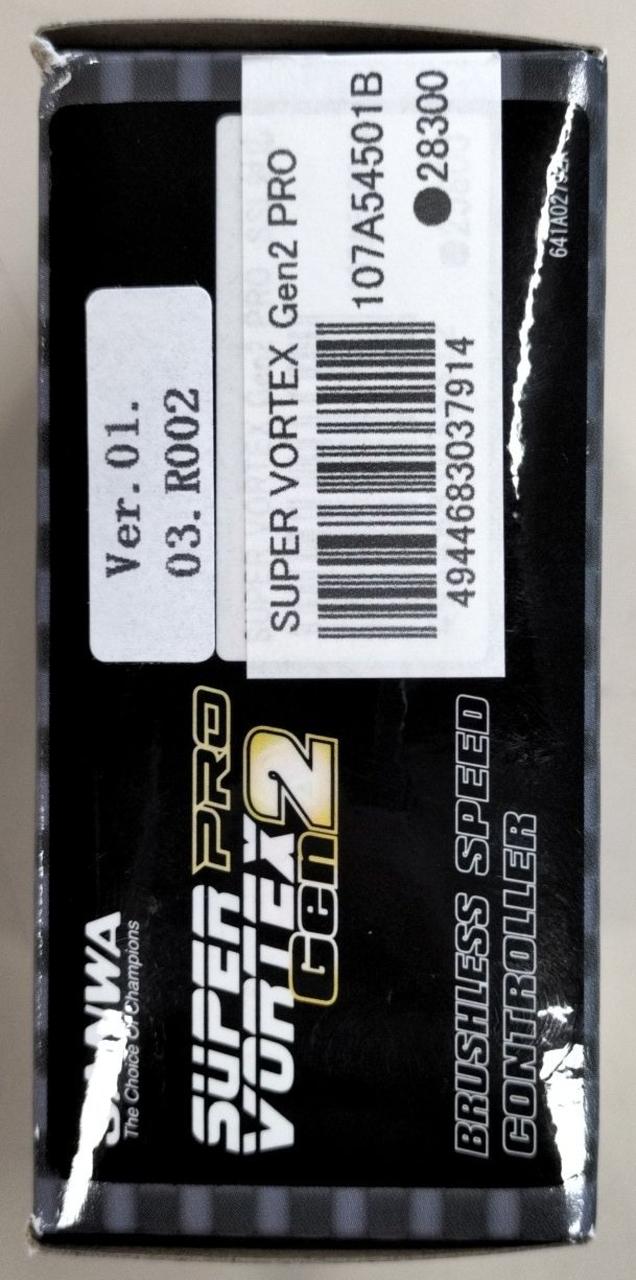 SANWA
The Choice Of Champions
SUPER PRO
VORTEX
Gen2
BRUSHLESS SPEED
CONTROLLER
Ver.01.
03.R002
SUPER VORTEX Gen2 PRO
107A54501B
●28300
4944683037914